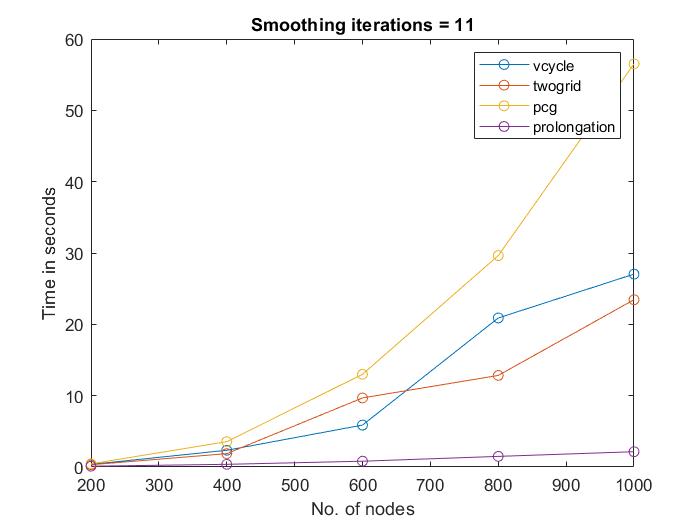 Smoothing iterations = 11
60
50
40
30
20
10
0
Time in seconds
vcycle
twogrid
pcg
prolongation
200 300 400 500 600 700 800 900 1000
No. of nodes